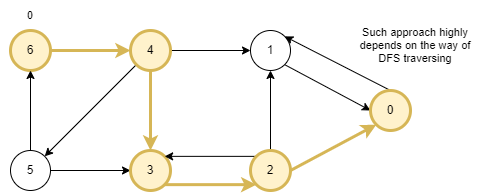 0
Such approach highly
depends on the way of
DFS traversing
6
4
1
0
5
3
2